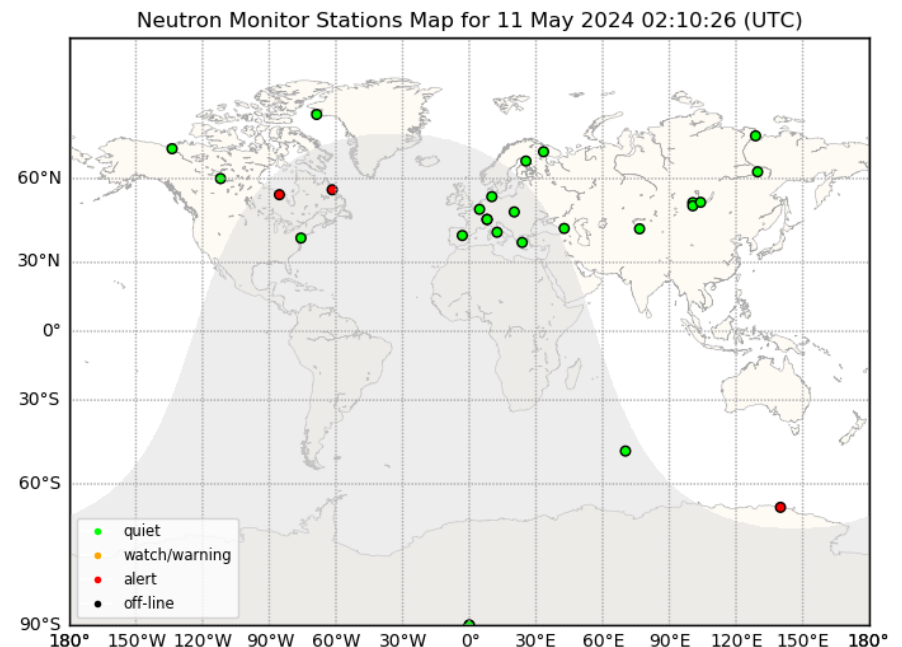 Neutron Monitor Stations Map for 11 May 2024 02:10:26 (UTC)
60°N
30°N
0°
30°S
60°S
90°S
quiet
watch/warning
alert
off-line
180° 150°W 120°W 90°W 60°W 30°W 0° 30°E 60°E 90°E 120°E 150°E 180°